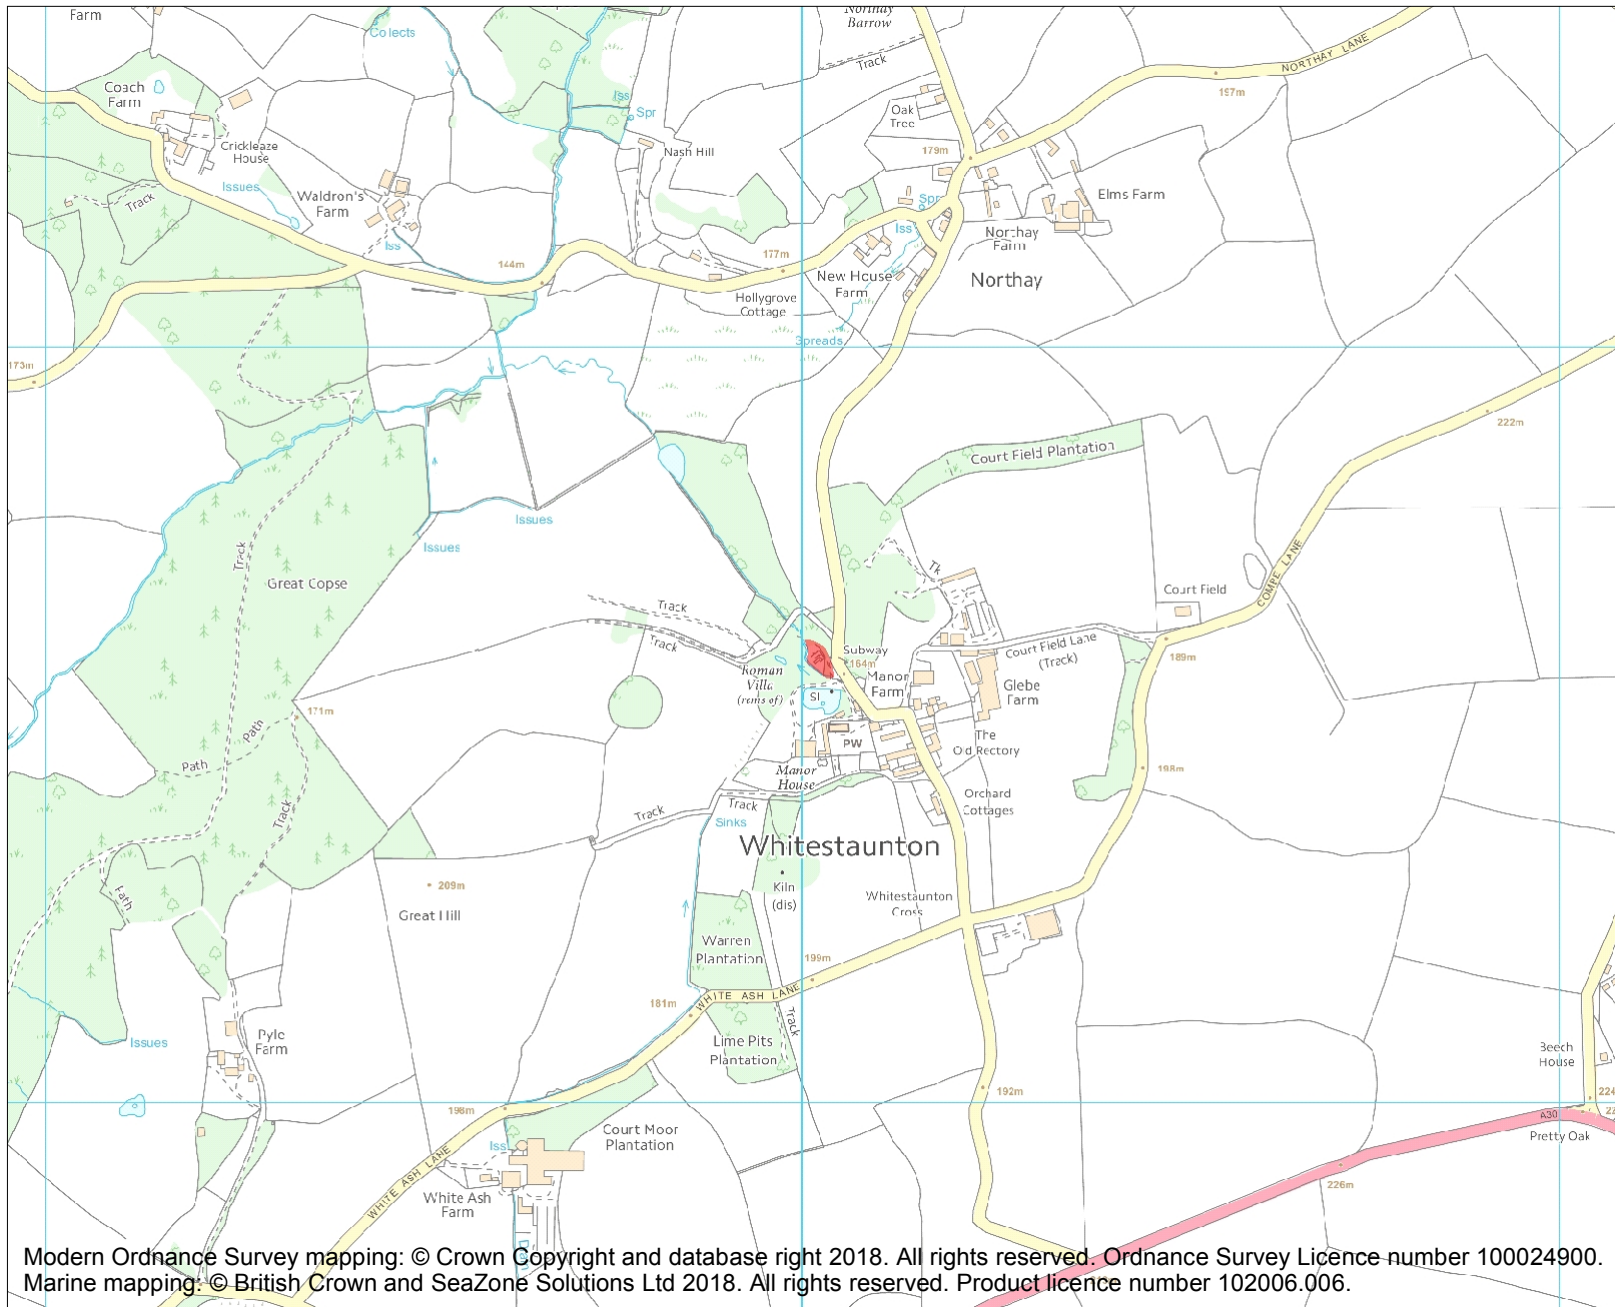 Farm
Collects
Northay
Barrow
Track
NORTHAY LANE
197m
Coach
Farm
Iss
Spr
Oak
Tree
Crickleaze
House
Nash Hill
179m
Issues
Waldron's
Farm
Track
Elms Farm
Spr
Iss
Northay
Farm
Iss
144m
177m
New House
Farm
Northay
Hollygrove
Cottage
Spreads
173m
222m
Court Field Plantation
Issues
Issues
Track
Great Copse
Tk
COMBE LANE
Court Field
Track
Track
Court Field Lane
(Track)
Subway
164m
189m
Roman
Villa
(rems of)
Manor
Farm
Glebe
Farm
Sl
171m
Path
Path
PW
The
Old Rectory
198m
Manor
House
Track
Track
Track
Orchard
Cottages
Sinks
Whitestaunton
Path
209m
Kiln
(dis)
Great Hill
Whitestaunton
Cross
Warren
Plantation
199m
WHITE ASH LANE
181m
Track
Issues
Pyle
Farm
Lime Pits
Plantation
Beech
House
192m
224m
198m
A30
Pretty Oak
Iss
Court Moor
Plantation
WHITE ASH LANE
White Ash
Farm
226m
Modern Ordnance Survey mapping: © Crown Copyright and database right 2018. All rights reserved. Ordnance Survey Licence number 100024900.
Marine mapping: © British Crown and SeaZone Solutions Ltd 2018. All rights reserved. Product licence number 102006.006.